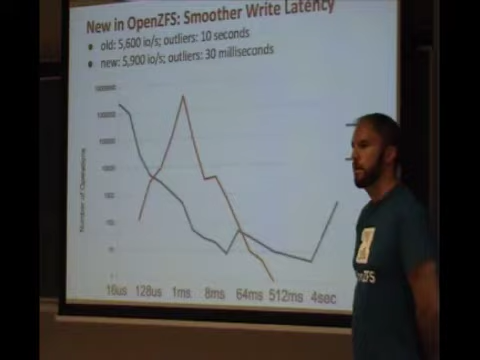 New in OpenZFS: Smoother Write Latency
old: 5,600 io/s; outliers: 10 seconds
new: 5,900 io/s; outliers: 30 milliseconds
Number of Operations
1
16us 128us 1ms 8ms 64ms 512ms 4sec